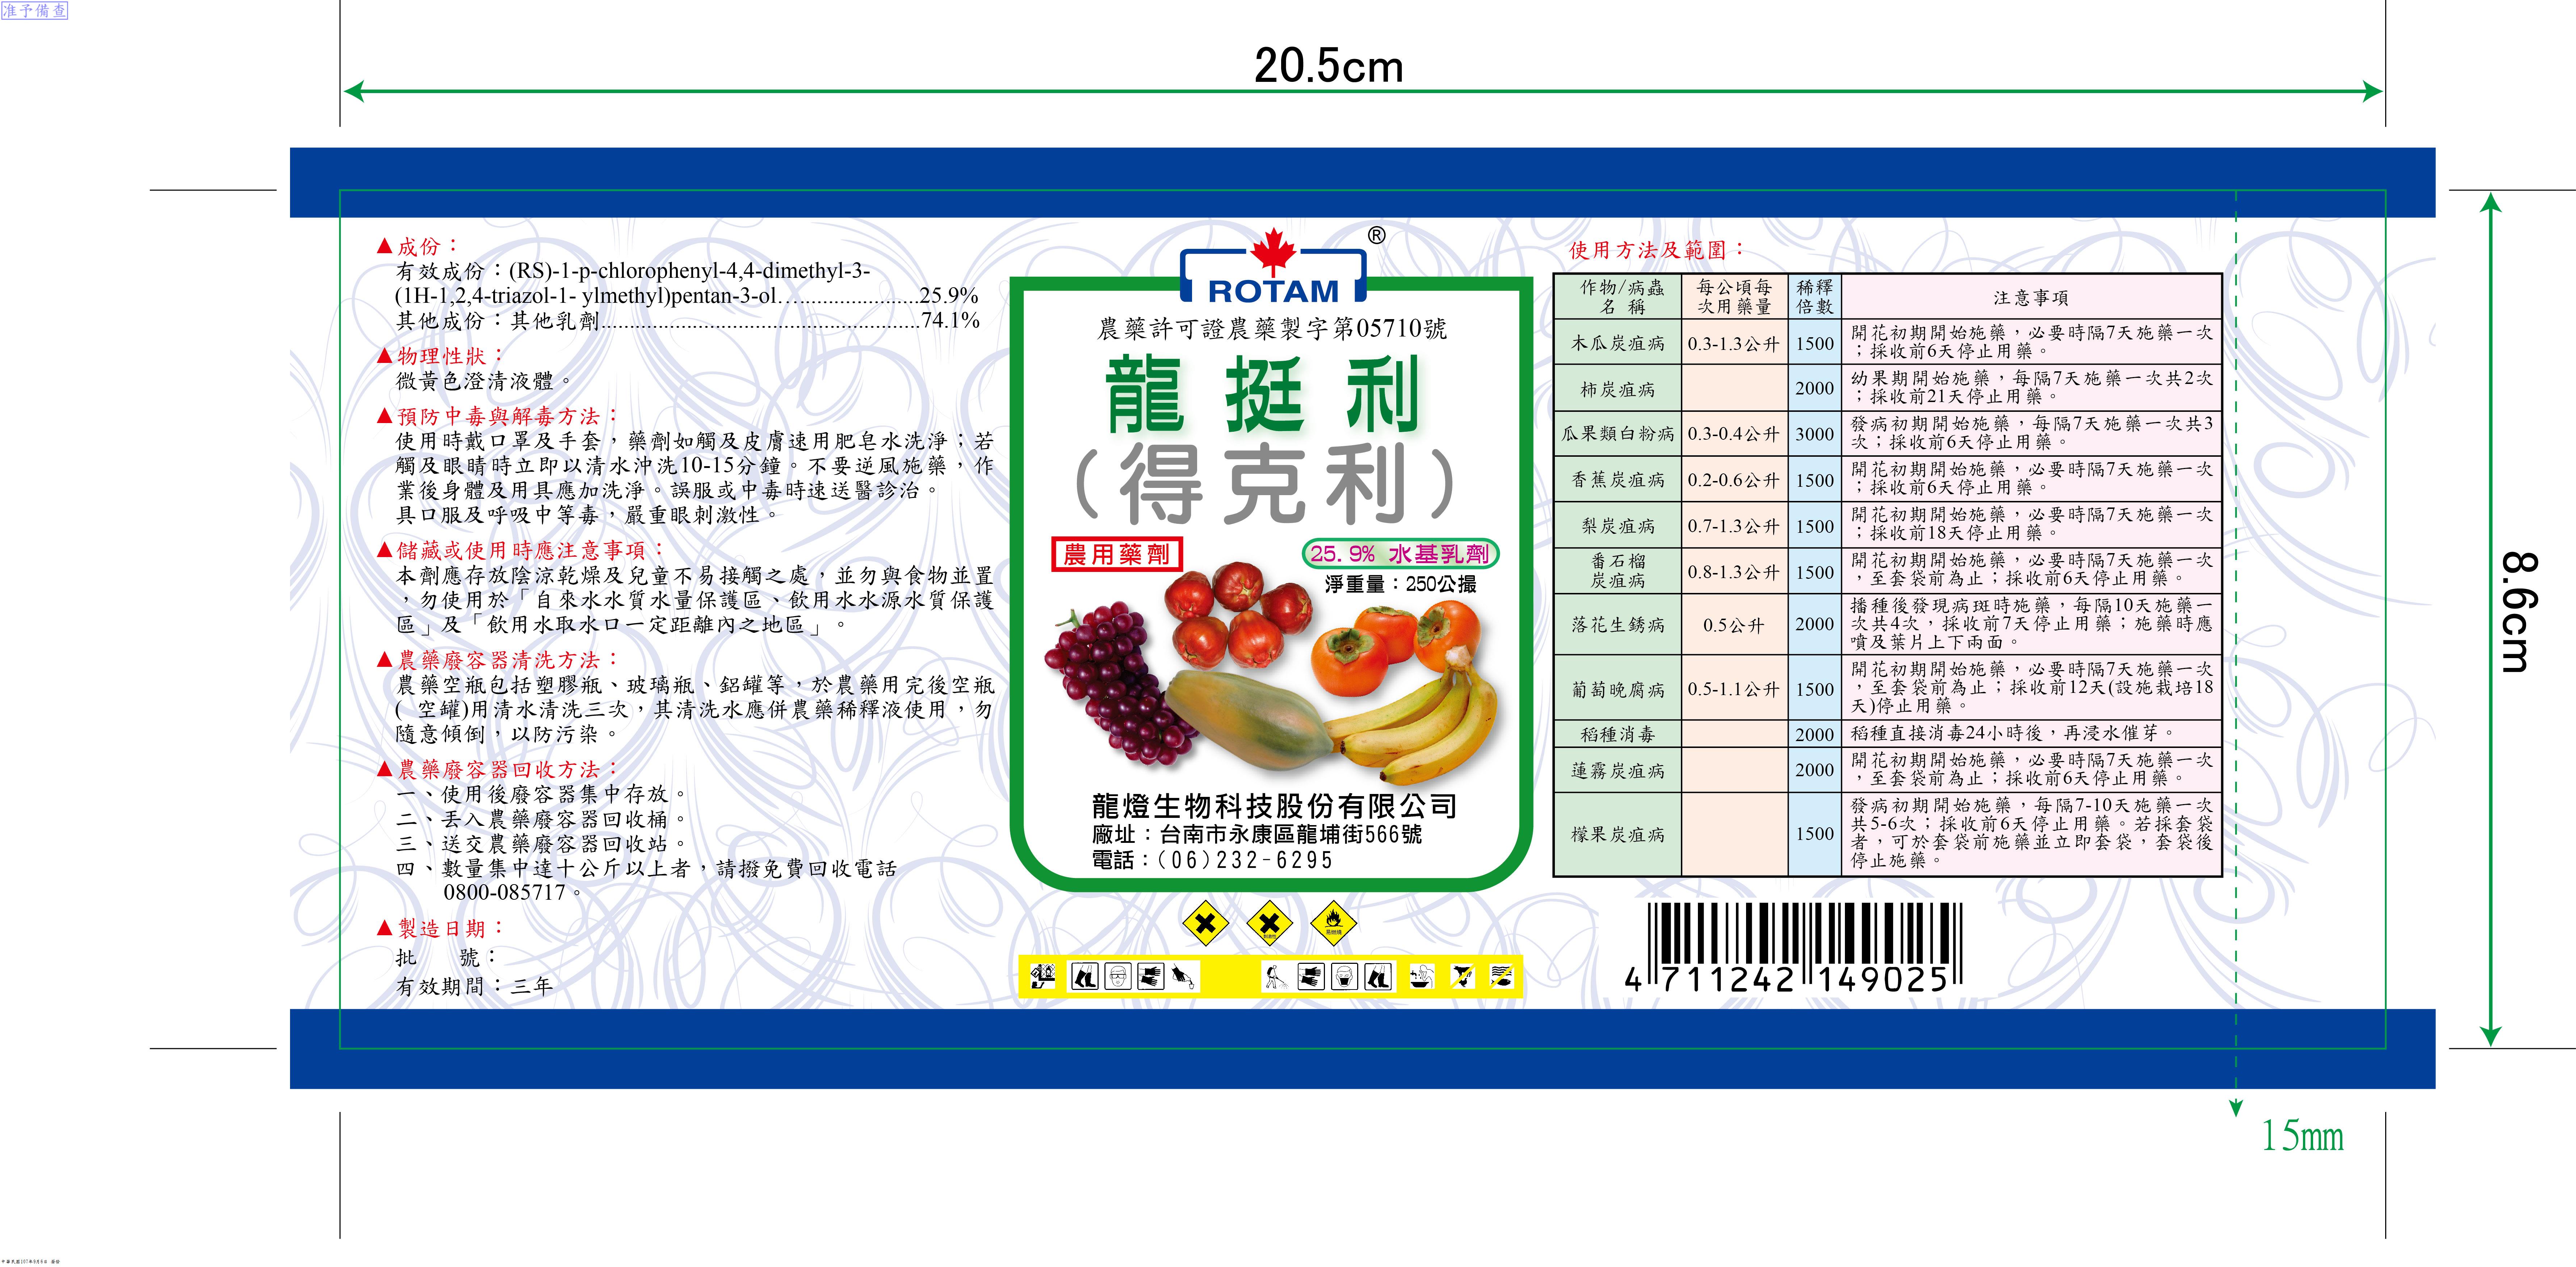 准予備查
20.5cm
▲成份：
有效成份：(RS)-1-p-chlorophenyl-4,4-dimethyl-3-
(1H-1,2,4-triazol-1- ylmethyl)pentan-3-ol.......................25.9%
其他成份：其他乳劑.....................................................74.1%
▲物理性狀：
微黃色澄清液體。
▲預防中毒與解毒方法：
使用時戴口罩及手套，藥劑如觸及皮膚速用肥皂水洗淨；若
觸及眼睛時立即以清水沖洗10-15分鐘。不要逆風施藥，作
業後身體及用具應加洗淨。誤服或中毒時速送醫診治。
具口服及呼吸中等毒，嚴重眼刺激性。
▲儲藏或使用時應注意事項：
本劑應存放陰涼乾燥及兒童不易接觸之處，並勿與食物並置
，勿使用於「自來水水質水量保護區、飲用水水源水質保護
區」及「飲用水取水口一定距離內之地區」。
▲農藥廢容器清洗方法：
農藥空瓶包括塑膠瓶、玻璃瓶、鋁罐等，於農藥用完後空瓶
( 空罐)用清水清洗三次，其清洗水應併農藥稀釋液使用，勿
隨意傾倒，以防污染。
▲農藥廢容器回收方法：
一、使用後廢容器集中存放。
二、丟入農藥廢容器回收桶。
三、送交農藥廢容器回收站。
四、數量集中達十公斤以上者，請撥免費回收電話
0800-085717。
▲製造日期：
批　　號：
有效期間：三年
®
ROTAM
農藥許可證農藥製字第05710號
龍挺利
(得克利)
農用藥劑
25.9% 水基乳劑
淨重量：250公撮
龍燈生物科技股份有限公司
廠址：台南市永康區龍埔街566號
電話：(06)232-6295
使用方法及範圍：
作物/病蟲名稱 每公頃每次用藥量 稀釋倍數 注意事項
木瓜炭疽病 0.3-1.3公升 1500 開花初期開始施藥，必要時隔7天施藥一次
；採收前6天停止用藥。
柿炭疽病 2000 幼果期開始施藥，每隔7天施藥一次共2次
；採收前21天停止用藥。
瓜果類白粉病 0.3-0.4公升 3000 發病初期開始施藥，每隔7天施藥一次共3
次；採收前6天停止用藥。
香蕉炭疽病 0.2-0.6公升 1500 開花初期開始施藥，必要時隔7天施藥一次
；採收前6天停止用藥。
梨炭疽病 0.7-1.3公升 1500 開花初期開始施藥，必要時隔7天施藥一次
；採收前18天停止用藥。
番石榴炭疽病 0.8-1.3公升 1500 開花初期開始施藥，必要時隔7天施藥一次
，至套袋前為止；採收前6天停止用藥。
落花生銹病 0.5公升 2000 播種後發現病斑時施藥，每隔10天施藥一
次共4次，採收前7天停止用藥；施藥時應
噴及葉片上下兩面。
葡萄晚腐病 0.5-1.1公升 1500 開花初期開始施藥，必要時隔7天施藥一次
，至套袋前為止；採收前12天(設施栽培18
天)停止用藥。
稻種消毒 2000 稻種直接消毒24小時後，再浸水催芽。
蓮霧炭疽病 2000 開花初期開始施藥，必要時隔7天施藥一次
，至套袋前為止；採收前6天停止用藥。
檬果炭疽病 1500 發病初期開始施藥，每隔7-10天施藥一次
共5-6次；採收前6天停止用藥。若採套袋
者，可於套袋前施藥並立即套袋，套袋後
停止施藥。
4 711242 149025
8.6cm
15mm